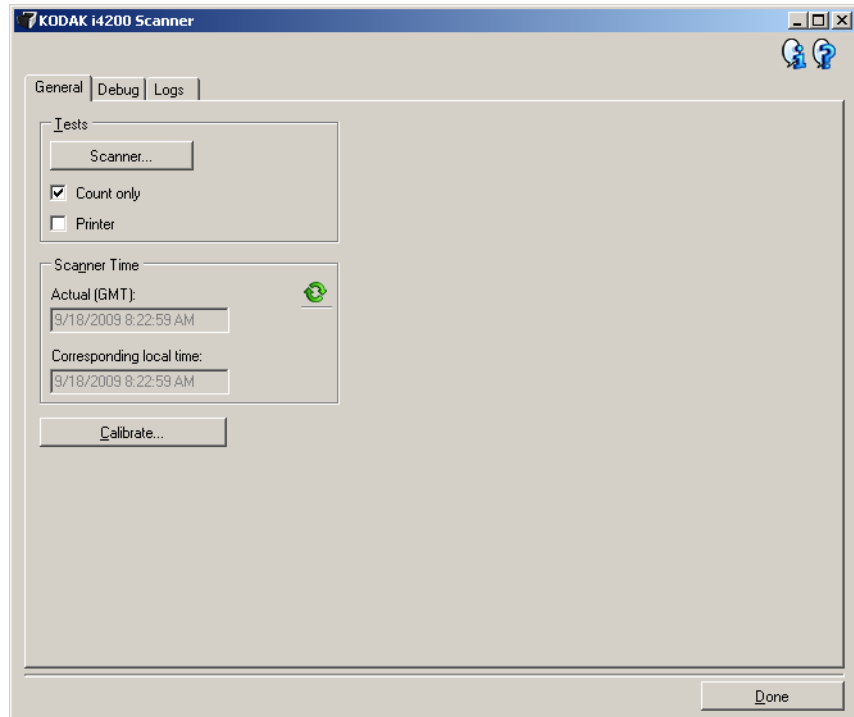 KODAK i4200 Scanner
General Debug Logs
Tests
Scanner...
Count only
Printer
Scanner Time
Actual (GMT):
9/18/2009 8:22:59 AM
Corresponding local time:
9/18/2009 8:22:59 AM
Calibrate...
Done